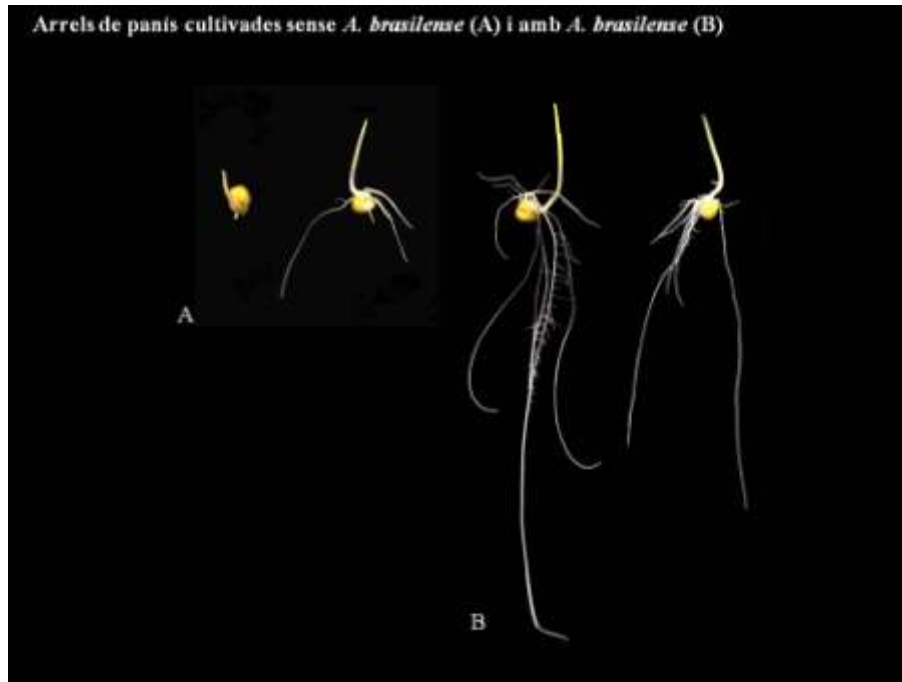 Arrels de panís cultivades sense A. brasilense (A) i amb A. brasilense (B)
A
B